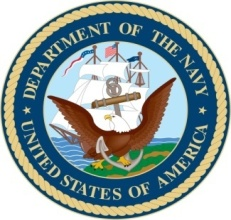 DEPARTMENT OF THE NAVY
UNITED STATES OF AMERICA